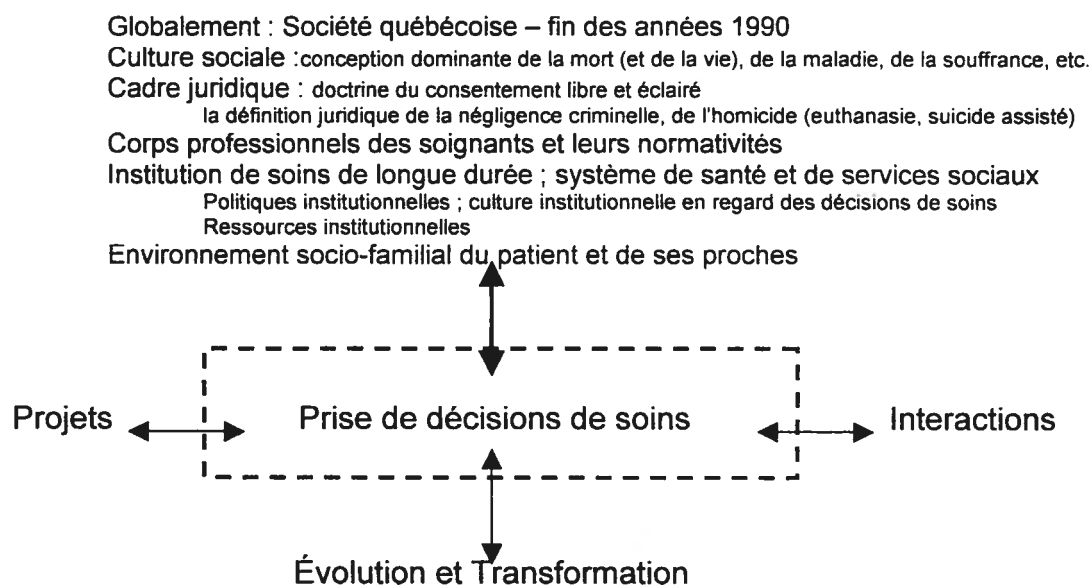 Globalement : Société québécoise – fin des années 1990
Culture sociale :conception dominante de la mort (et de la vie), de la maladie, de la souffrance, etc.
Cadre juridique : doctrine du consentement libre et éclairé
la définition juridique de la négligence criminelle, de l'homicide (euthanasie, suicide assisté)
Corps professionnels des soignants et leurs normativités
Institution de soins de longue durée ; système de santé et de services sociaux
Politiques institutionnelles ; culture institutionnelle en regard des décisions de soins
Ressources institutionnelles
Environnement socio-familial du patient et de ses proches
Projets
Prise de décisions de soins
Interactions
Évolution et Transformation